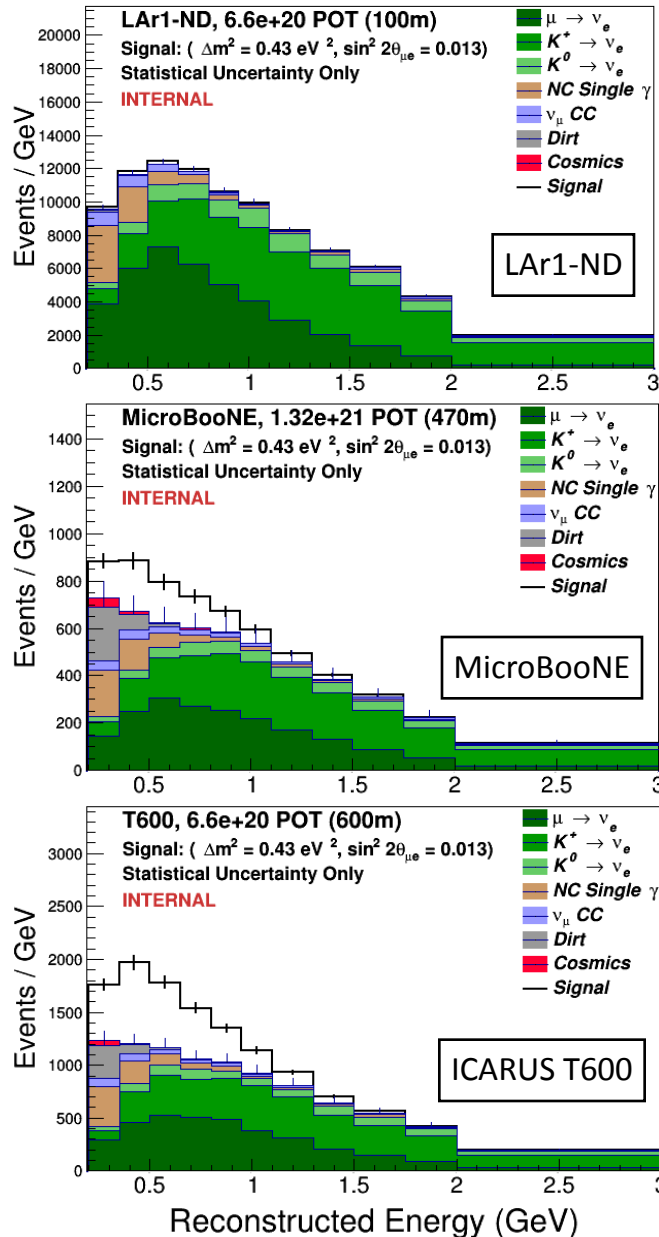 LAr1-ND, 6.6e+20 POT (100m)
Signal: ( Δm² = 0.43 eV ², sin² 2θμe = 0.013)
Statistical Uncertainty Only
INTERNAL
μ → νe
K⁺ → νe
K⁰ → νe
NC Single γ
νμ CC
Dirt
Cosmics
Signal
LAr1-ND
Events / GeV
20000
18000
16000
14000
12000
10000
8000
6000
4000
2000
0
0.5 1 1.5 2 2.5 3
MicroBooNE, 1.32e+21 POT (470m)
Signal: ( Δm² = 0.43 eV ², sin² 2θμe = 0.013)
Statistical Uncertainty Only
INTERNAL
μ → νe
K⁺ → νe
K⁰ → νe
NC Single γ
νμ CC
Dirt
Cosmics
Signal
MicroBooNE
Events / GeV
1400
1200
1000
800
600
400
200
0
0.5 1 1.5 2 2.5 3
T600, 6.6e+20 POT (600m)
Signal: ( Δm² = 0.43 eV ², sin² 2θμe = 0.013)
Statistical Uncertainty Only
INTERNAL
μ → νe
K⁺ → νe
K⁰ → νe
NC Single γ
νμ CC
Dirt
Cosmics
Signal
ICARUS T600
Events / GeV
3000
2500
2000
1500
1000
500
0
0.5 1 1.5 2 2.5 3
Reconstructed Energy (GeV)